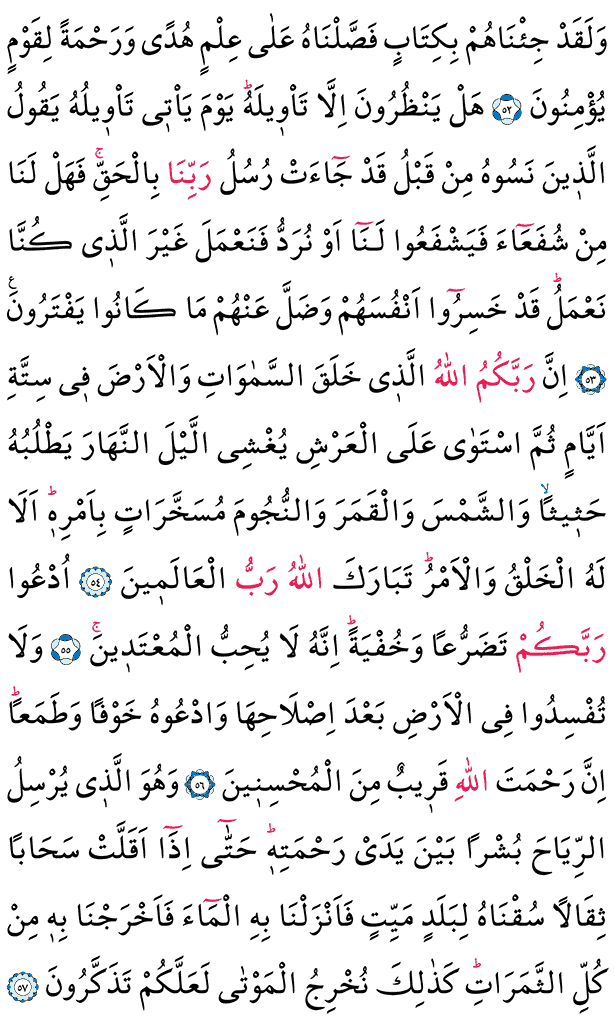 وَلَقَدْ جِئْنَاهُمْ بِكِتَابٍ فَصَّلْنَاهُ عَلٰى عِلْمٍ هُدًى وَرَحْمَةً لِقَوْمٍ
يُؤْمِنُونَ ﴿٥٢﴾ هَلْ يَنْظُرُونَ اِلَّا تَاْو۪يلَهُۜ يَوْمَ يَاْت۪ي تَاْو۪يلُهُ يَقُولُ
الَّذ۪ينَ نَسُوهُ مِنْ قَبْلُ قَدْ جَٓاءَتْ رُسُلُ رَبِّنَا بِالْحَقِّۚ فَهَلْ لَنَا
مِنْ شُفَعَٓاءَ فَيَشْفَعُوا لَنَٓا اَوْ نُرَدُّ فَنَعْمَلَ غَيْرَ الَّذ۪ي كُنَّا
نَعْمَلُۜ قَدْ خَسِرُٓوا اَنْفُسَهُمْ وَضَلَّ عَنْهُمْ مَا كَانُوا يَفْتَرُونَ۟
﴿٥٣﴾ اِنَّ رَبَّكُمُ اللّٰهُ الَّذ۪ي خَلَقَ السَّمٰوَاتِ وَالْاَرْضَ ف۪ي سِتَّةِ
اَيَّامٍ ثُمَّ اسْتَوٰى عَلَى الْعَرْشِ يُغْشِي الَّيْلَ النَّهَارَ يَطْلُبُهُ
حَث۪يثًاۙ وَالشَّمْسَ وَالْقَمَرَ وَالنُّجُومَ مُسَخَّرَاتٍ بِاَمْرِه۪ۜ اَلَا
لَهُ الْخَلْقُ وَالْاَمْرُۜ تَبَارَكَ اللّٰهُ رَبُّ الْعَالَم۪ينَ ﴿٥٤﴾ اُدْعُوا
رَبَّكُمْ تَضَرُّعًا وَخُفْيَةًۜ اِنَّهُ لَا يُحِبُّ الْمُعْتَد۪ينَۚ ﴿٥٥﴾ وَلَا
تُفْسِدُوا فِي الْاَرْضِ بَعْدَ اِصْلَاحِهَا وَادْعُوهُ خَوْفًا وَطَمَعًاۜ
اِنَّ رَحْمَتَ اللّٰهِ قَر۪يبٌ مِنَ الْمُحْسِن۪ينَ ﴿٥٦﴾ وَهُوَ الَّذ۪ي يُرْسِلُ
الرِّيَاحَ بُشْرًا بَيْنَ يَدَيْ رَحْمَتِه۪ۜ حَتّٰٓى اِذَٓا اَقَلَّتْ سَحَابًا
ثِقَالًا سُقْنَاهُ لِبَلَدٍ مَيِّتٍ فَاَنْزَلْنَا بِهِ الْمَٓاءَ فَاَخْرَجْنَا بِه۪ مِنْ
كُلِّ الثَّمَرَاتِۜ كَذٰلِكَ نُخْرِجُ الْمَوْتٰى لَعَلَّكُمْ تَذَكَّرُونَ ﴿٥٧﴾